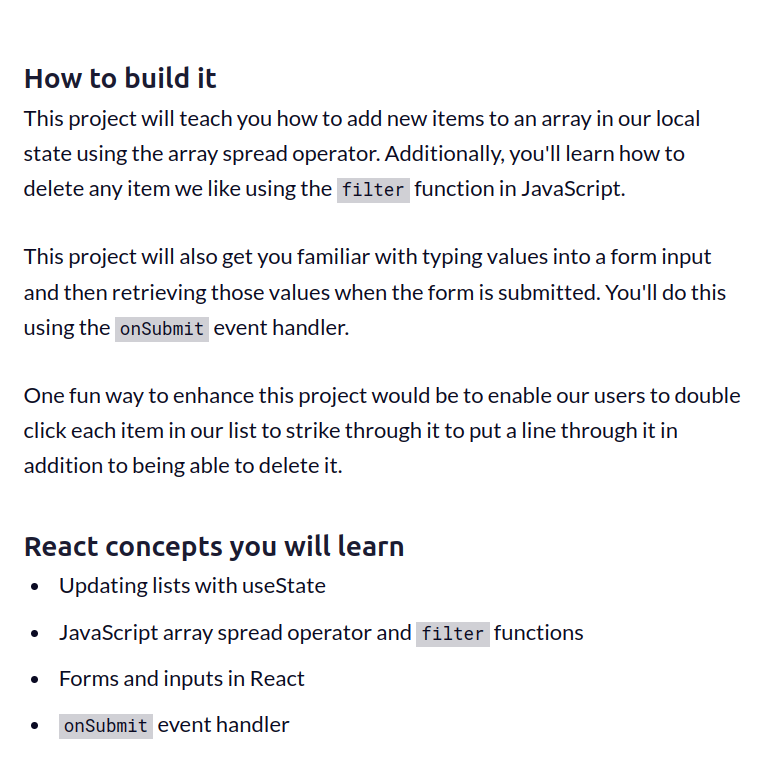 How to build it
This project will teach you how to add new items to an array in our local
state using the array spread operator. Additionally, you'll learn how to
delete any item we like using the filter function in JavaScript.
This project will also get you familiar with typing values into a form input
and then retrieving those values when the form is submitted. You'll do this
using the onSubmit event handler.
One fun way to enhance this project would be to enable our users to double
click each item in our list to strike through it to put a line through it in
addition to being able to delete it.
React concepts you will learn
• Updating lists with useState
• JavaScript array spread operator and filter functions
• Forms and inputs in React
• onSubmit event handler